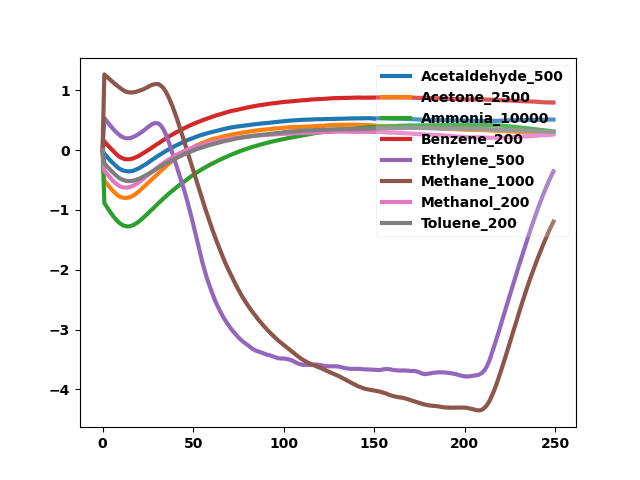 1
0
−1
−2
−3
−4
0 50 100 150 200 250
Acetaldehyde_500
Acetone_2500
Ammonia_10000
Benzene_200
Ethylene_500
Methane_1000
Methanol_200
Toluene_200